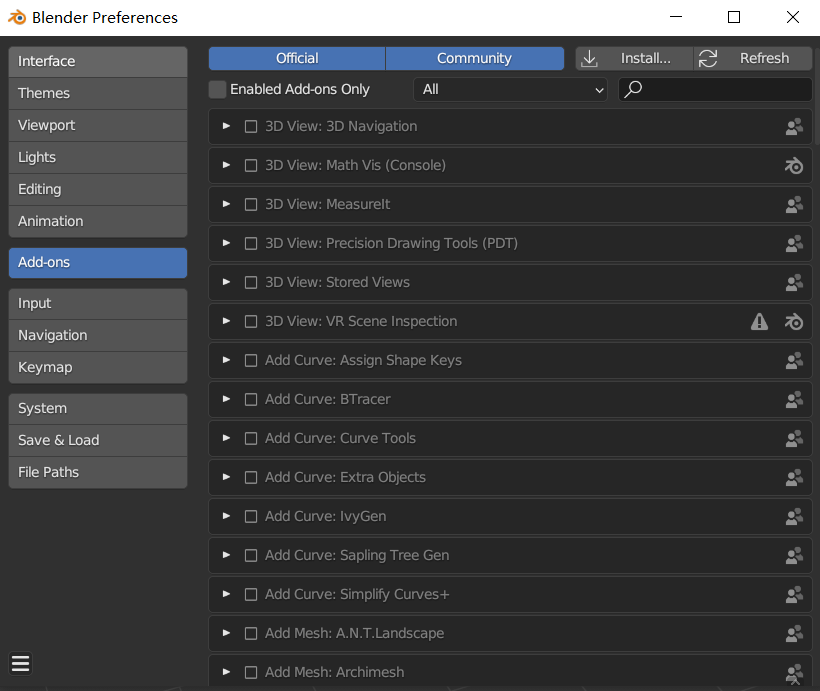 Blender Preferences
Interface
Themes
Viewport
Lights
Editing
Animation
Add-ons
Input
Navigation
Keymap
System
Save & Load
File Paths
Official Community Install... Refresh
Enabled Add-ons Only All
3D View: 3D Navigation
3D View: Math Vis (Console)
3D View: MeasureIt
3D View: Precision Drawing Tools (PDT)
3D View: Stored Views
3D View: VR Scene Inspection
Add Curve: Assign Shape Keys
Add Curve: BTracer
Add Curve: Curve Tools
Add Curve: Extra Objects
Add Curve: IvyGen
Add Curve: Sapling Tree Gen
Add Curve: Simplify Curves+
Add Mesh: A.N.T.Landscape
Add Mesh: Archimesh